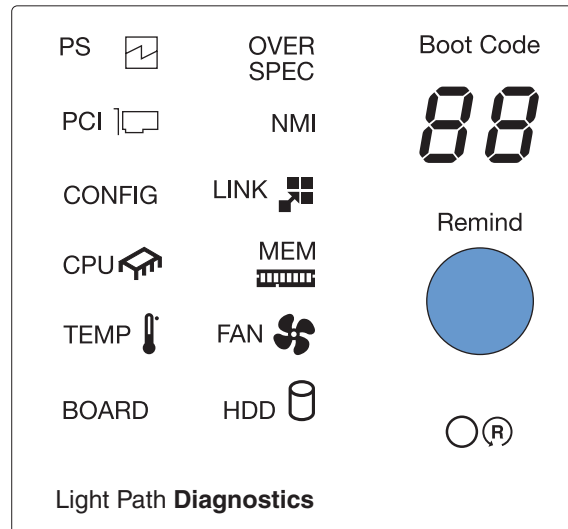 PS
OVER
SPEC
Boot Code
88
PCI
NMI
CONFIG
LINK
Remind
CPU
MEM
TEMP
FAN
BOARD
HDD
R
Light Path Diagnostics